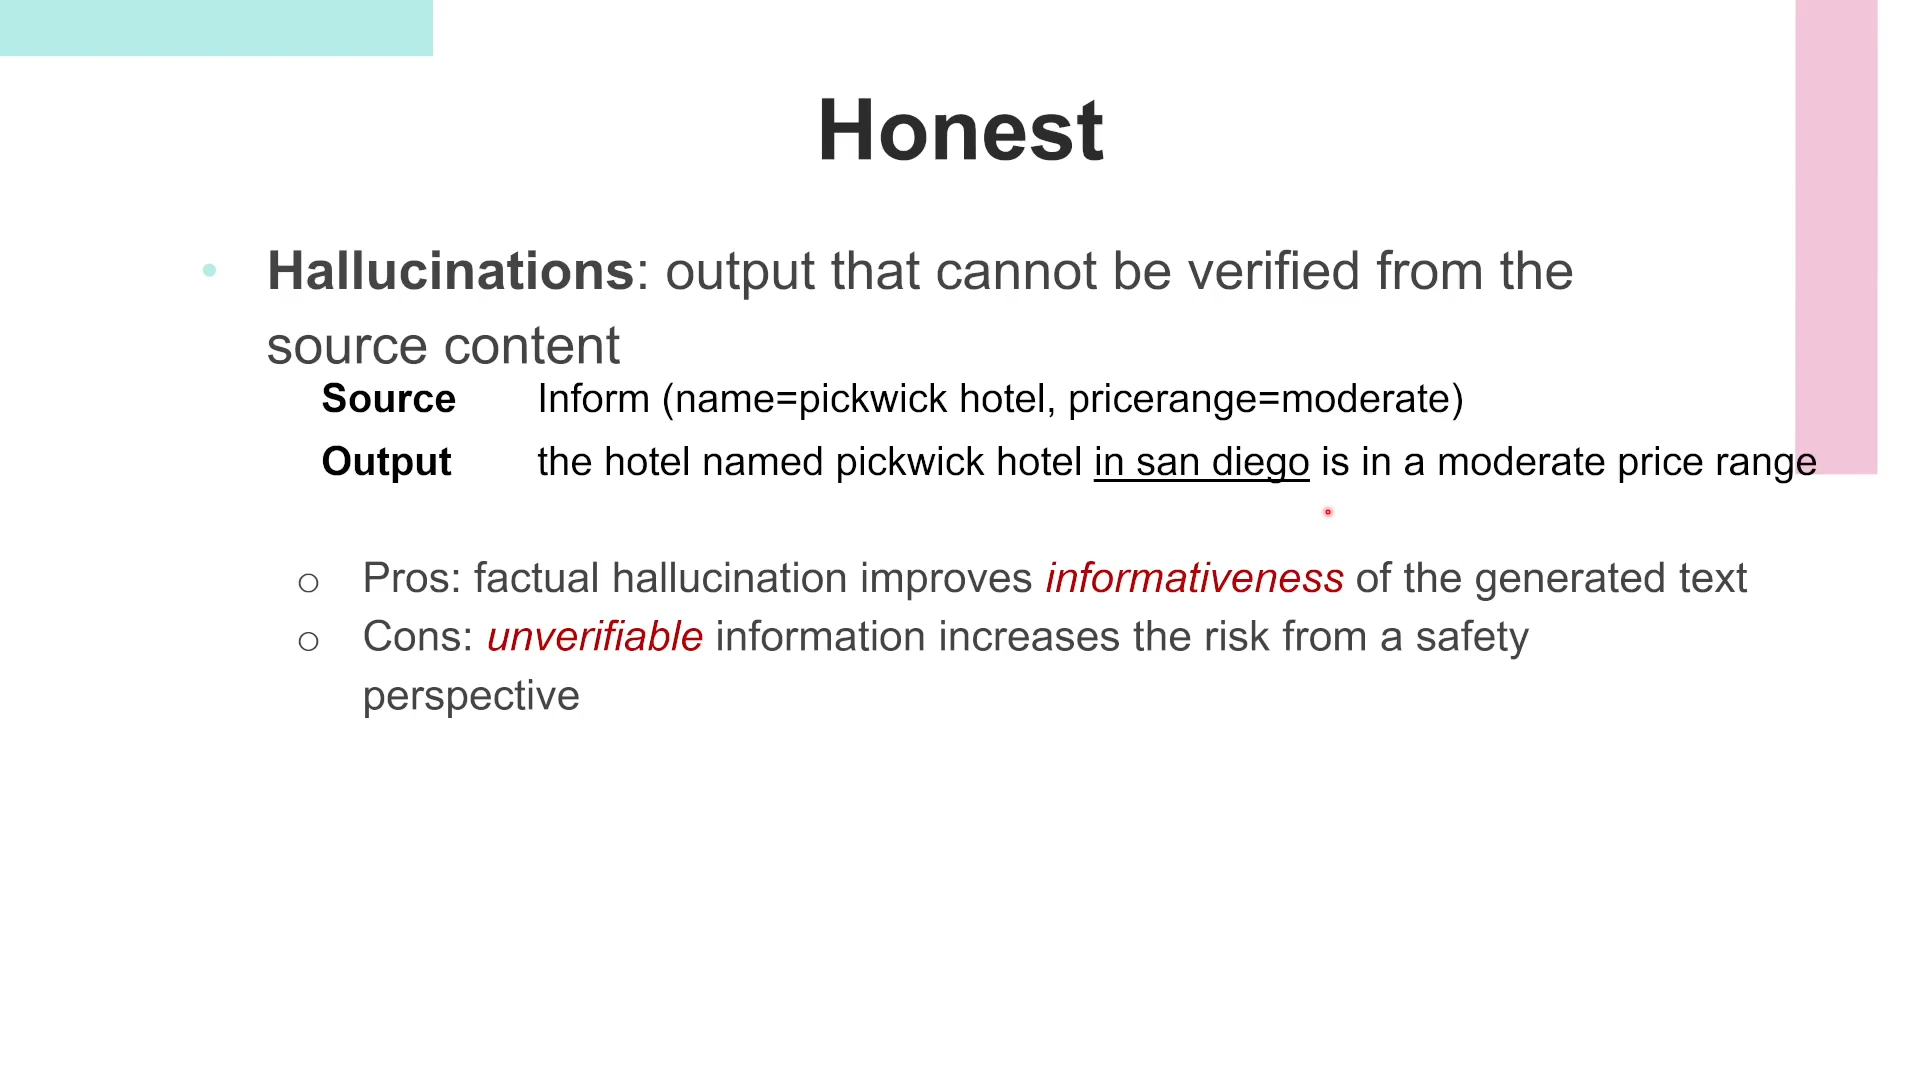 Honest
• Hallucinations: output that cannot be verified from the
source content
Source Inform (name=pickwick hotel, pricerange=moderate)
Output the hotel named pickwick hotel in san diego is in a moderate price range
o Pros: factual hallucination improves informativeness of the generated text
o Cons: unverifiable information increases the risk from a safety
perspective